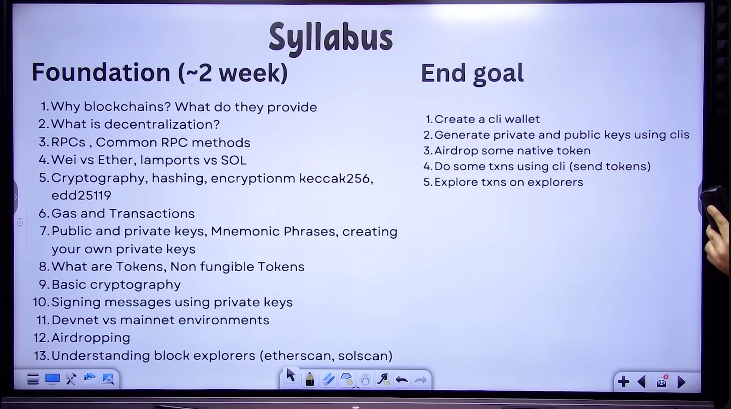 Syllabus
Foundation (~2 week)
1. Why blockchains? What do they provide
2. What is decentralization?
3. RPCs , Common RPC methods
4. Wei vs Ether, lamports vs SOL
5. Cryptography, hashing, encryptionm keccak256,
edd25119
6. Gas and Transactions
7. Public and private keys, Mnemonic Phrases, creating
your own private keys
8. What are Tokens, Non fungible Tokens
9. Basic cryptography
10. Signing messages using private keys
11. Devnet vs mainnet environments
12. Airdropping
13. Understanding block explorers (etherscan, solscan)
End goal
1. Create a cli wallet
2. Generate private and public keys using clis
3. Airdrop some native token
4. Do some txns using cli (send tokens)
5. Explore txns on explorers